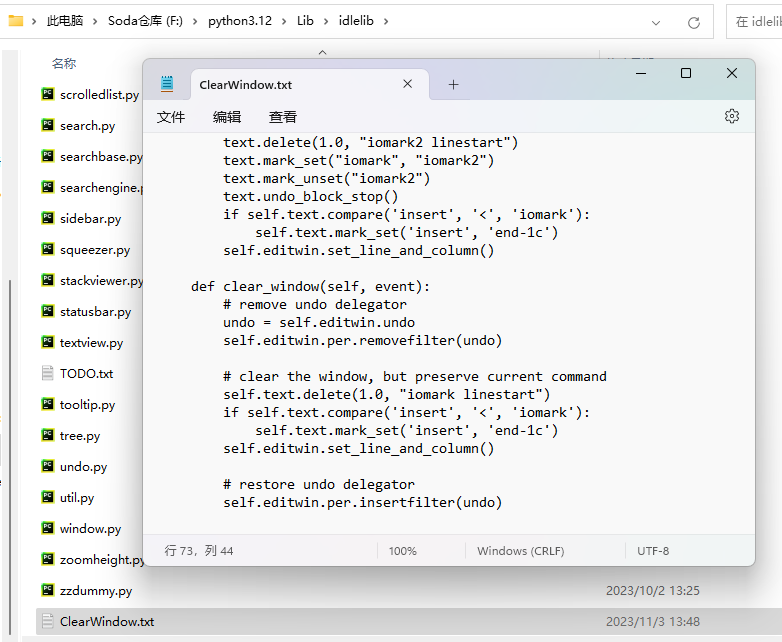 此电脑 > Soda仓库 (F:) > python3.12 > Lib > idlelib >
在 idlelib
名称
scrolledlist.py
search.py
searchbase.py
searchengine.p
sidebar.py
squeezer.py
stackviewer.py
statusbar.py
textview.py
TODO.txt
tooltip.py
tree.py
undo.py
util.py
window.py
zoomheight.py
zzdummy.py
2023/10/2 13:25
ClearWindow.txt
2023/11/3 13:48
ClearWindow.txt
文件 编辑 查看
text.delete(1.0, "iomark2 linestart")
text.mark_set("iomark", "iomark2")
text.mark_unset("iomark2")
text.undo_block_stop()
if self.text.compare('insert', '<', 'iomark'):
self.text.mark_set('insert', 'end-1c')
self.editwin.set_line_and_column()
def clear_window(self, event):
# remove undo delegator
undo = self.editwin.undo
self.editwin.per.removefilter(undo)
# clear the window, but preserve current command
self.text.delete(1.0, "iomark linestart")
if self.text.compare('insert', '<', 'iomark'):
self.text.mark_set('insert', 'end-1c')
self.editwin.set_line_and_column()
# restore undo delegator
self.editwin.per.insertfilter(undo)
行 73，列 44
100%
Windows (CRLF)
UTF-8